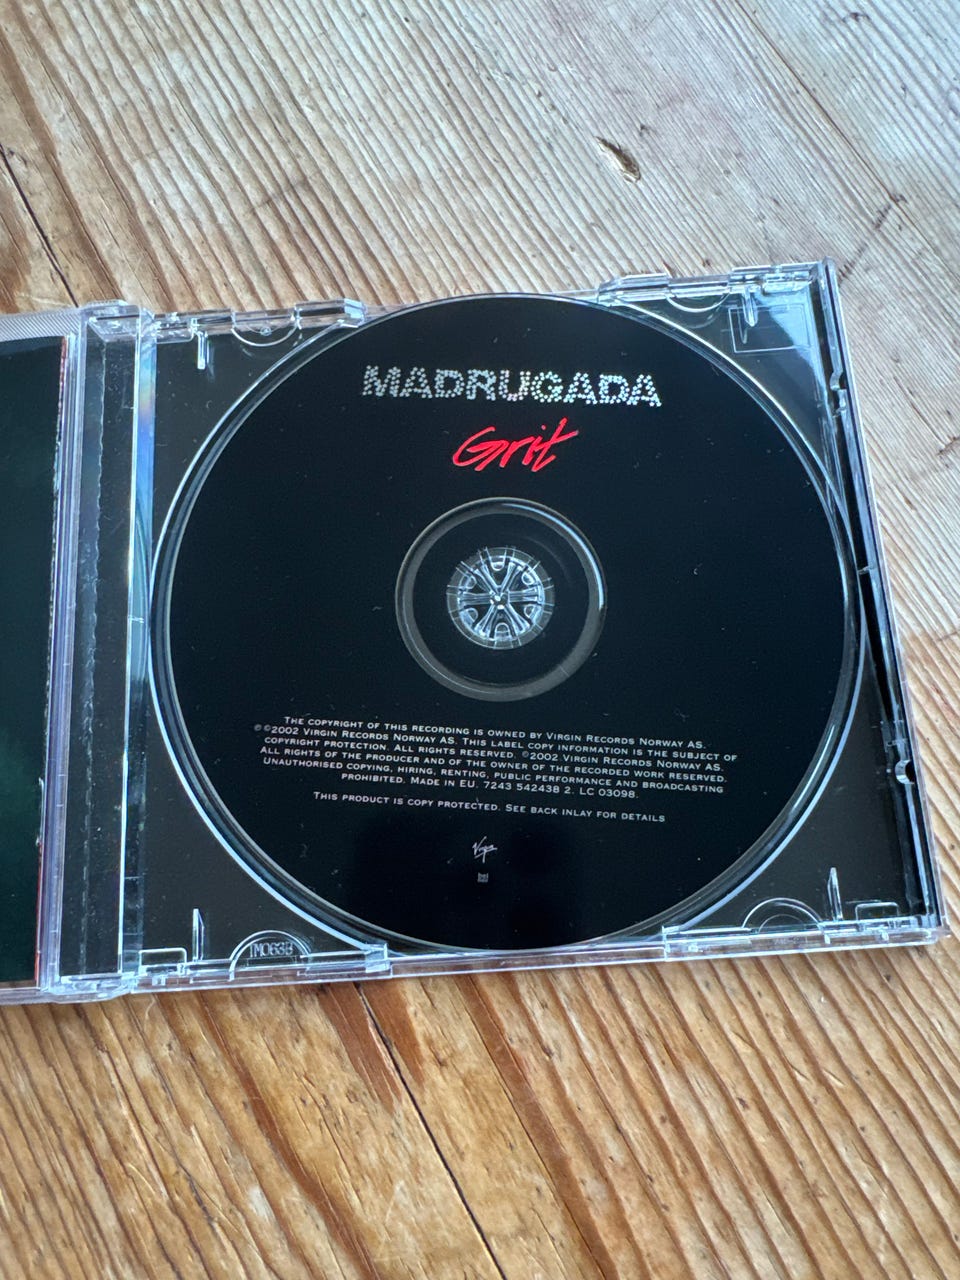 MADRUGADA
Grit
THE COPYRIGHT OF THIS RECORDING IS OWNED BY VIRGIN RECORDS NORWAY AS.
℗©2002 VIRGIN RECORDS NORWAY AS. THIS LABEL COPY INFORMATION IS THE SUBJECT OF
COPYRIGHT PROTECTION. ALL RIGHTS RESERVED. ©2002 VIRGIN RECORDS NORWAY AS.
ALL RIGHTS OF THE PRODUCER AND OF THE OWNER OF THE RECORDED WORK RESERVED.
UNAUTHORISED COPYING, HIRING, RENTING, PUBLIC PERFORMANCE AND BROADCASTING
PROHIBITED. MADE IN EU. 7243 542438 2. LC 03098.
THIS PRODUCT IS COPY PROTECTED. SEE BACK INLAY FOR DETAILS
Virgin